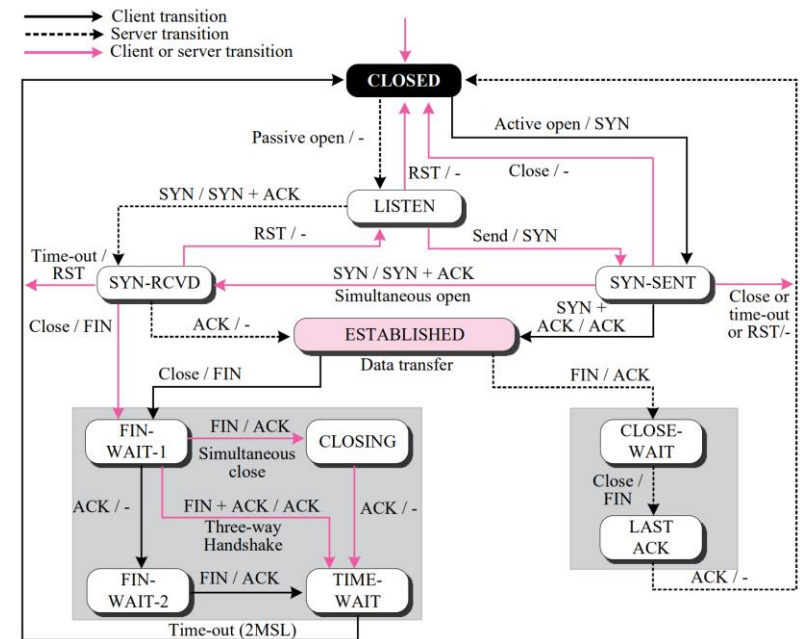 Client transition
Server transition
Client or server transition
CLOSED
Active open / SYN
Passive open / -
RST / -
Close / -
SYN / SYN + ACK
LISTEN
RST / -
Send / SYN
Time-out /
RST
SYN-RCVD
SYN / SYN + ACK
Simultaneous open
SYN-SENT
Close or
time-out
or RST/-
Close / FIN
ACK / -
SYN +
ACK / ACK
ESTABLISHED
Data transfer
Close / FIN
FIN / ACK
FIN-
WAIT-1
FIN / ACK
Simultaneous
close
CLOSING
CLOSE-
WAIT
ACK / -
FIN + ACK / ACK
Three-way
Handshake
ACK / -
Close /
FIN
LAST
ACK
FIN-
WAIT-2
FIN / ACK
TIME-
WAIT
ACK / -
Time-out (2MSL)